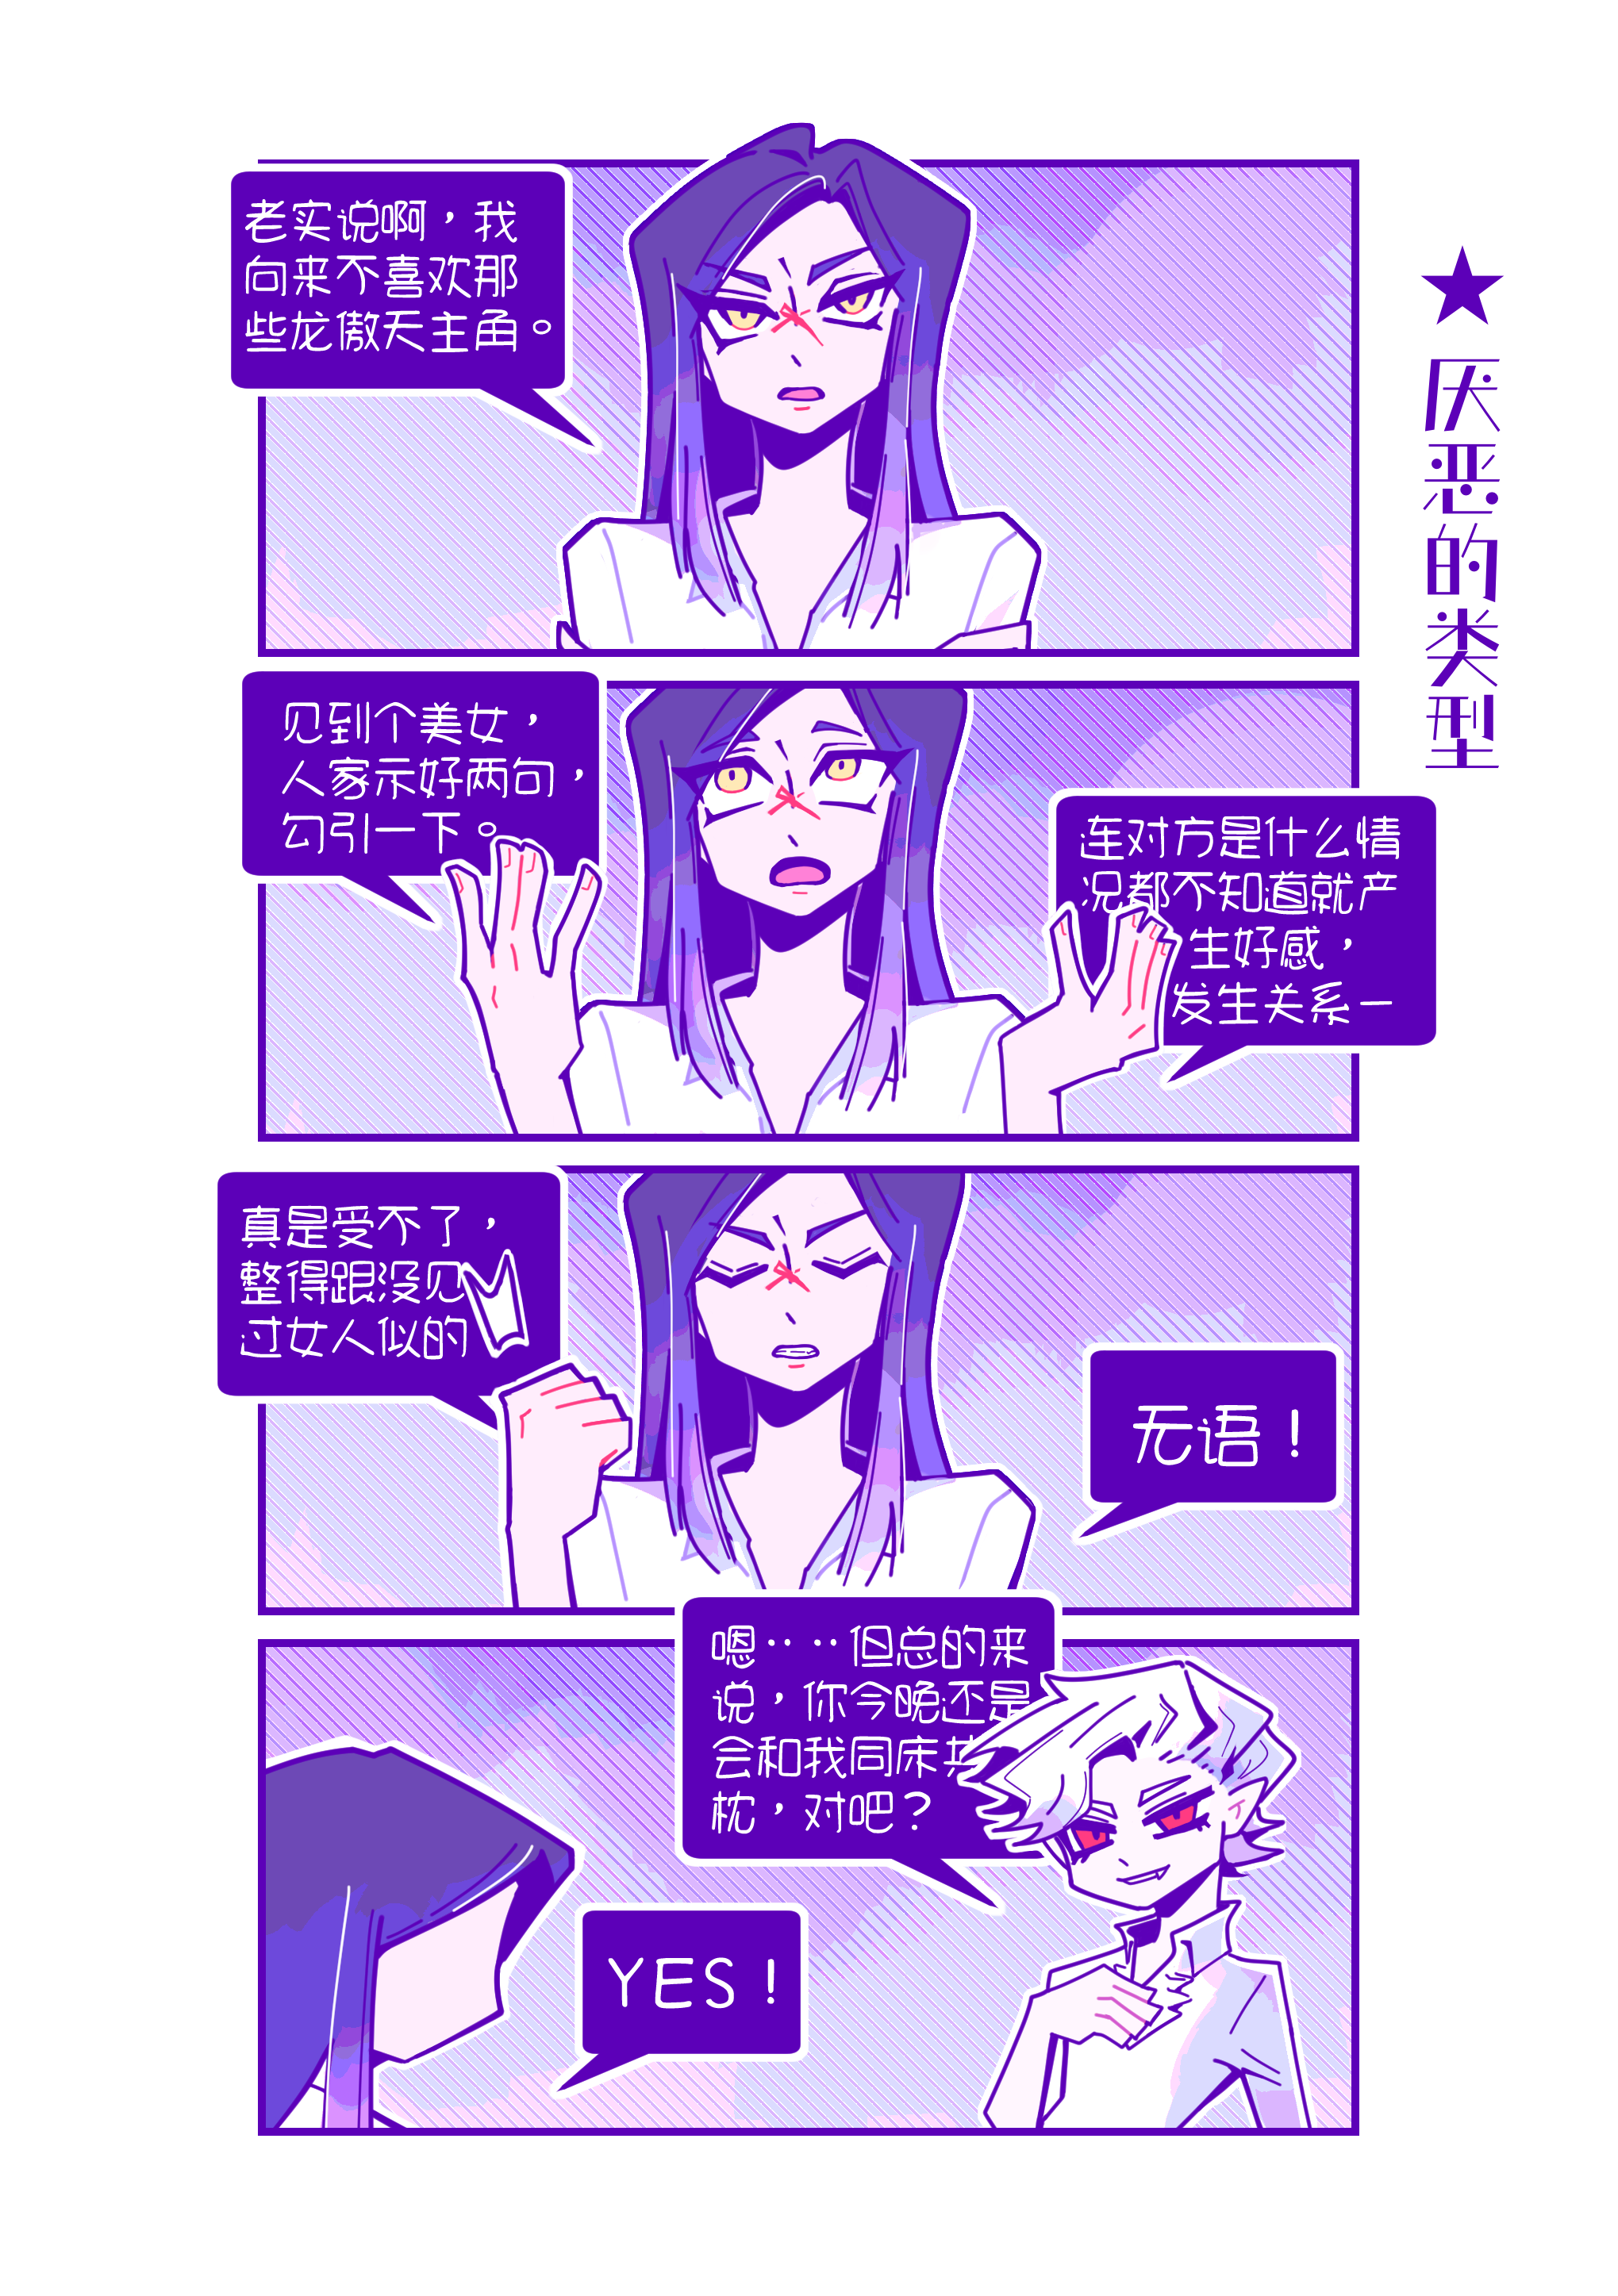 ★ 厌恶的类型
老实说啊，我
向来不喜欢那
些龙傲天主角。
见到个美女，
人家示好两句，
勾引一下。
连对方是什么情
况都不知道就产
生好感，
发生关系一
真是受不了，
整得跟没见
过女人似的
无语！
嗯····但总的来
说，你今晚还是
会和我同床共
枕，对吧？
YES！